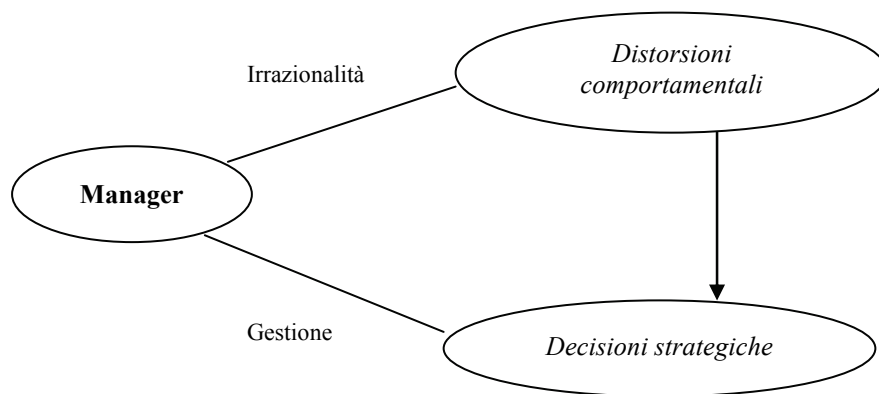 Irrazionalità
Distorsioni
comportamentali
Manager
Gestione
Decisioni strategiche